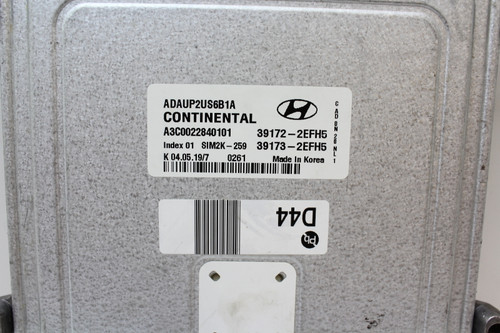 ADAUP2US6B1A
CONTINENTAL
A3C0022840101 39172-2EFH5
Index 01 SIM2K-259 39173-2EFH5
K 04.05.19/7 0261 Made In Korea
D44
Pb